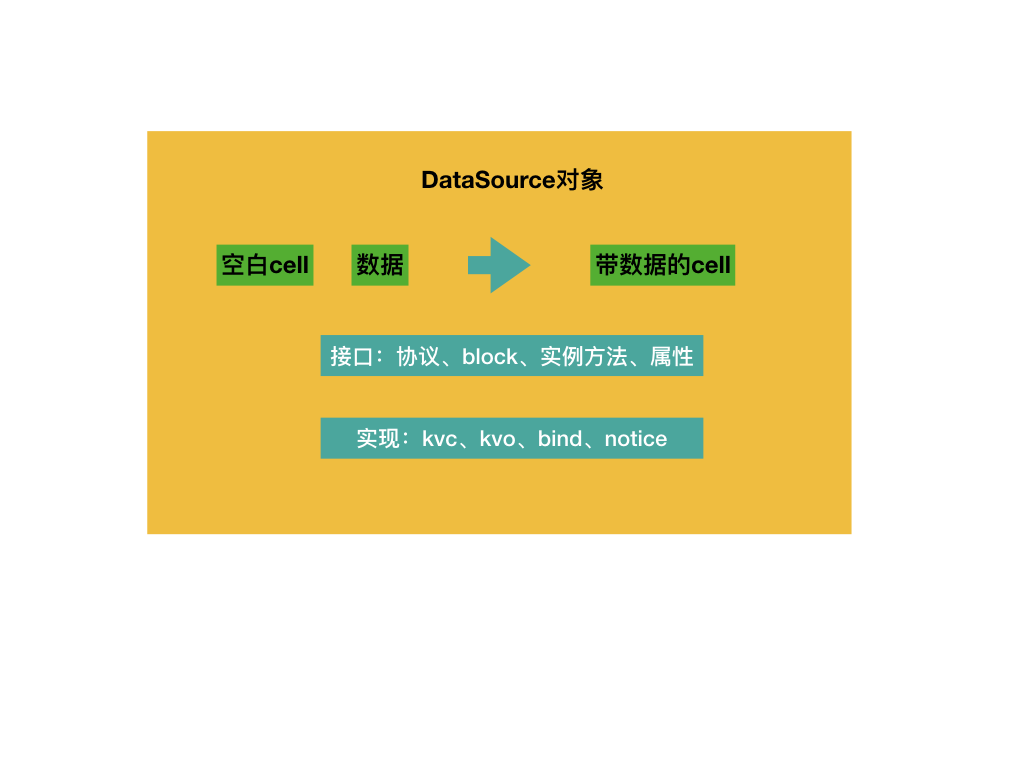 DataSource对象
空白cell 数据 带数据的cell
接口：协议、block、实例方法、属性
实现：kvc、kvo、bind、notice